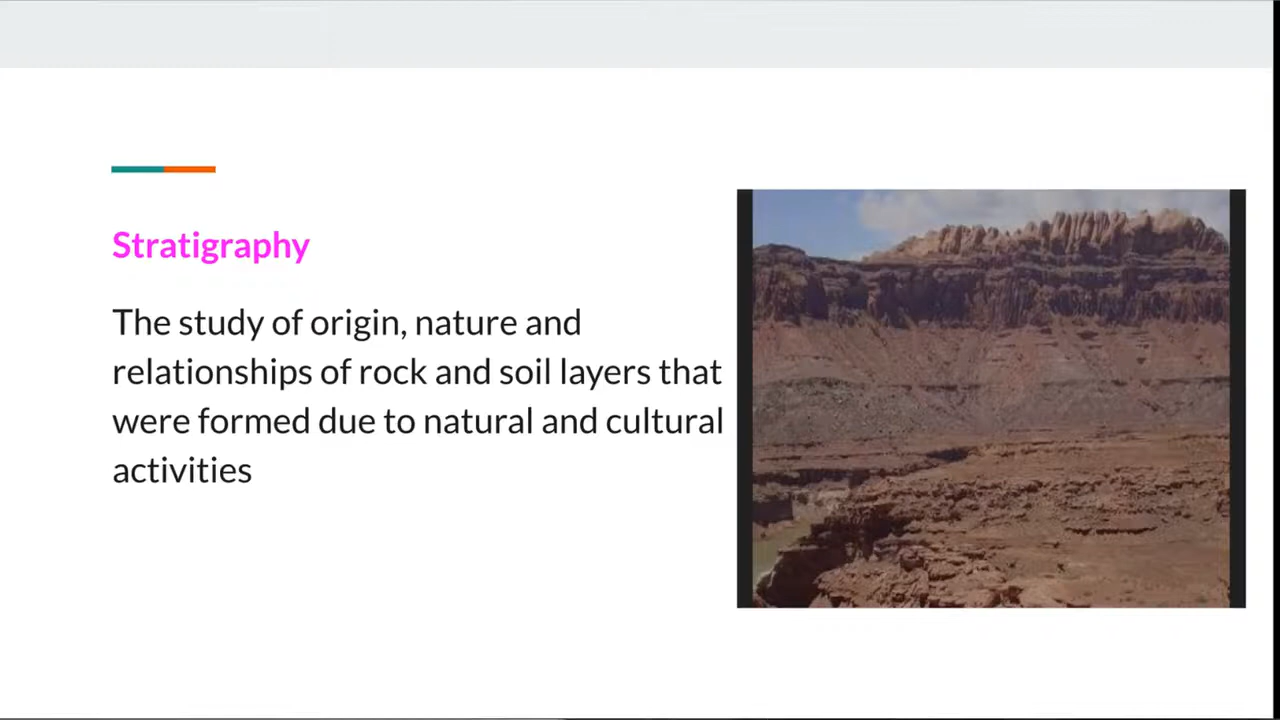 Stratigraphy
The study of origin, nature and
relationships of rock and soil layers that
were formed due to natural and cultural
activities